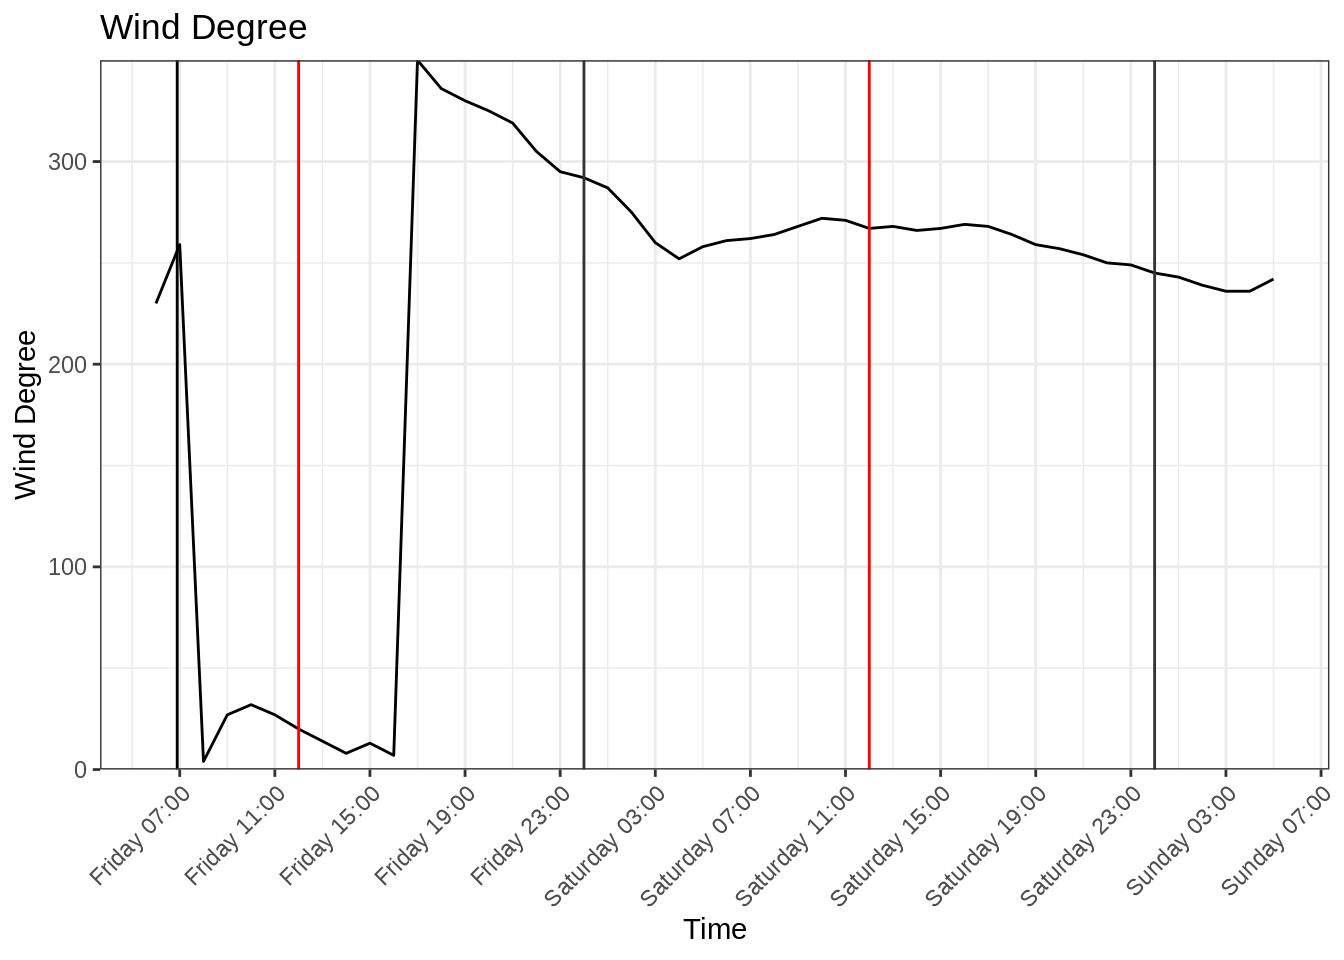 Wind Degree
Wind Degree
300
200
100
0
Friday 07:00
Friday 11:00
Friday 15:00
Friday 19:00
Friday 23:00
Saturday 03:00
Saturday 07:00
Saturday 11:00
Saturday 15:00
Saturday 19:00
Saturday 23:00
Sunday 03:00
Sunday 07:00
Time